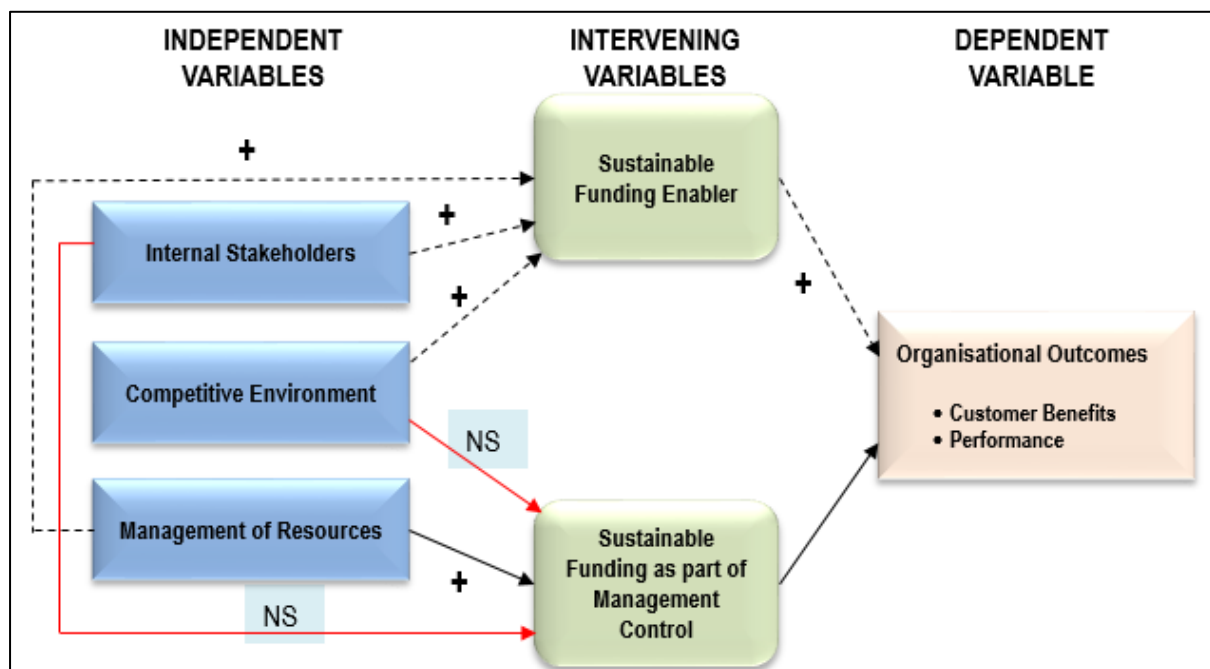 INDEPENDENT
VARIABLES
INTERVENING
VARIABLES
DEPENDENT
VARIABLE
+
Sustainable
Funding Enabler
+
Internal Stakeholders
+
+
Organisational Outcomes
• Customer Benefits
• Performance
Competitive Environment
NS
Management of Resources
+
Sustainable
Funding as part of
Management
Control
NS